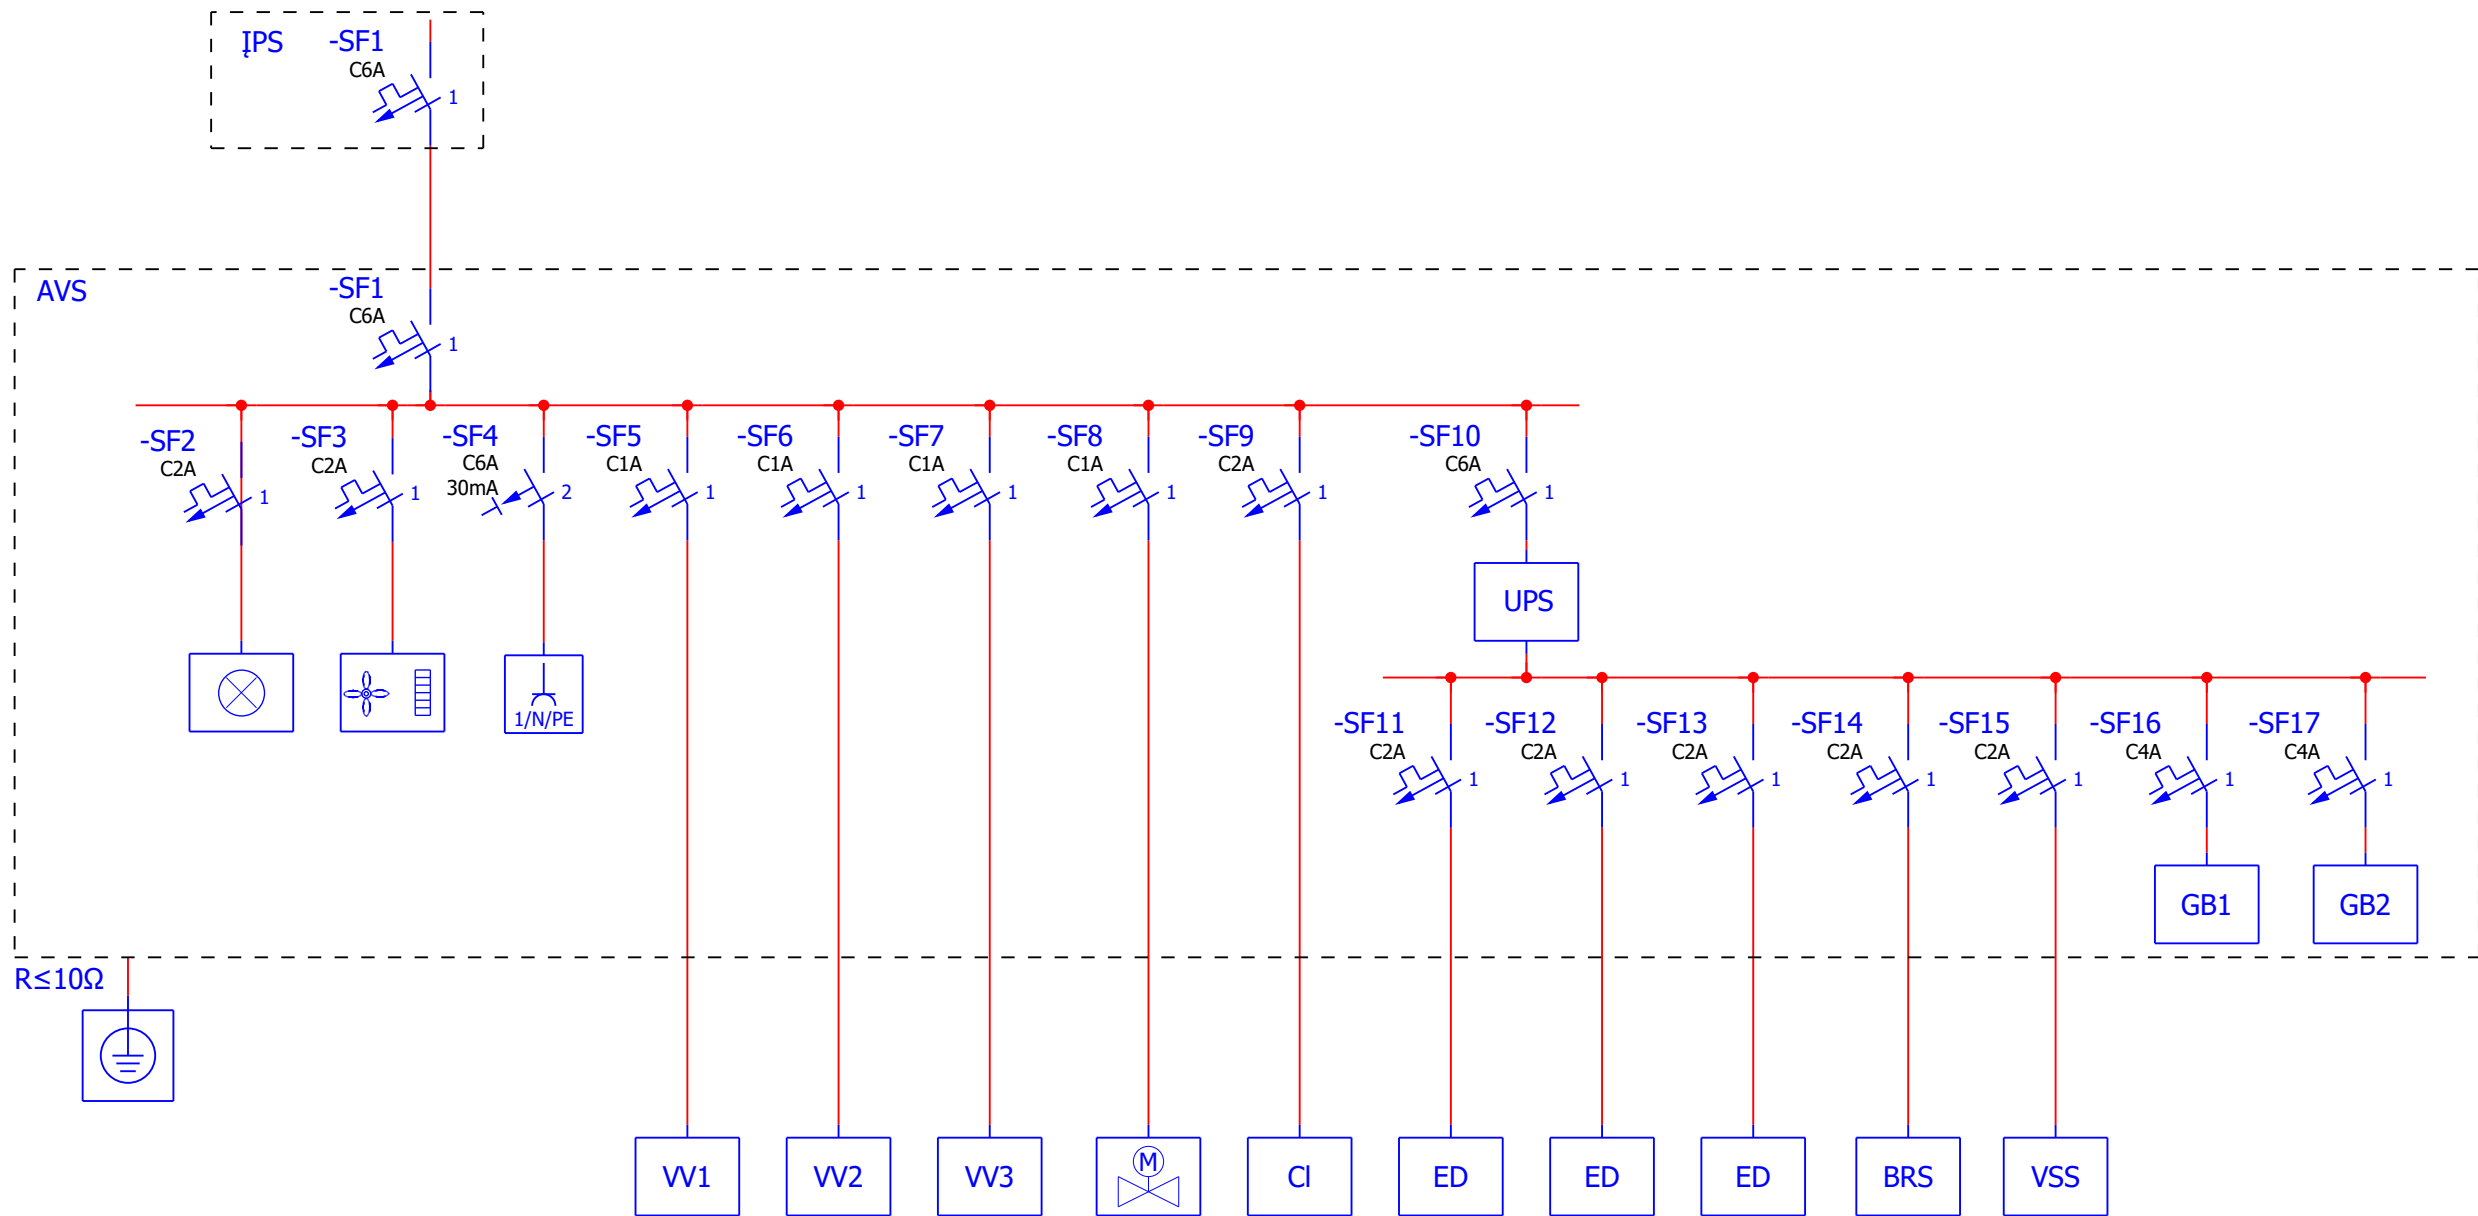 ĮPS
-SF1
C6A
1
AVS
-SF1
C6A
1
-SF2
C2A
1
-SF3
C2A
1
-SF4
C6A
30mA
2
-SF5
C1A
1
-SF6
C1A
1
-SF7
C1A
1
-SF8
C1A
1
-SF9
C2A
1
-SF10
C6A
1
UPS
1/N/PE
-SF11
C2A
1
-SF12
C2A
1
-SF13
C2A
1
-SF14
C2A
1
-SF15
C2A
1
-SF16
C4A
1
-SF17
C4A
1
GB1
GB2
R≤10Ω
VV1
VV2
VV3
M
Cl
ED
ED
ED
BRS
VSS